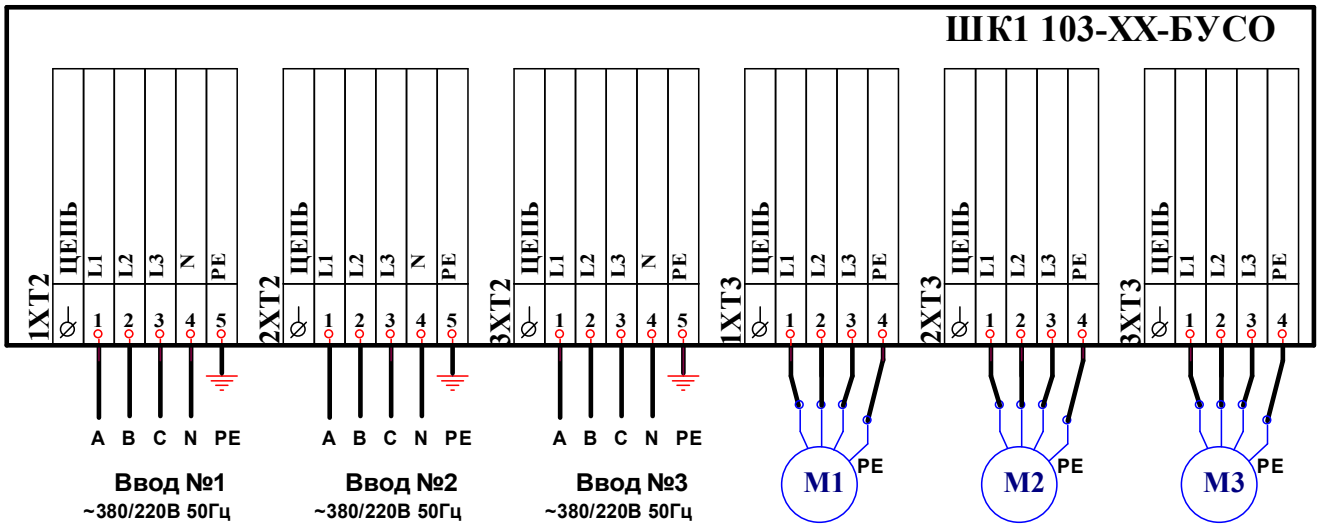 ШК1 103-ХХ-БУСО
1XT2
ЦЕПЬ L1 L2 L3 N PE
1 2 3 4 5
A B C N PE
Ввод №1
~380/220В 50Гц
2XT2
ЦЕПЬ L1 L2 L3 N PE
1 2 3 4 5
A B C N PE
Ввод №2
~380/220В 50Гц
3XT2
ЦЕПЬ L1 L2 L3 N PE
1 2 3 4 5
A B C N PE
Ввод №3
~380/220В 50Гц
1XT3
ЦЕПЬ L1 L2 L3 PE
1 2 3 4
M1
PE
2XT3
ЦЕПЬ L1 L2 L3 PE
1 2 3 4
M2
PE
3XT3
ЦЕПЬ L1 L2 L3 PE
1 2 3 4
M3
PE